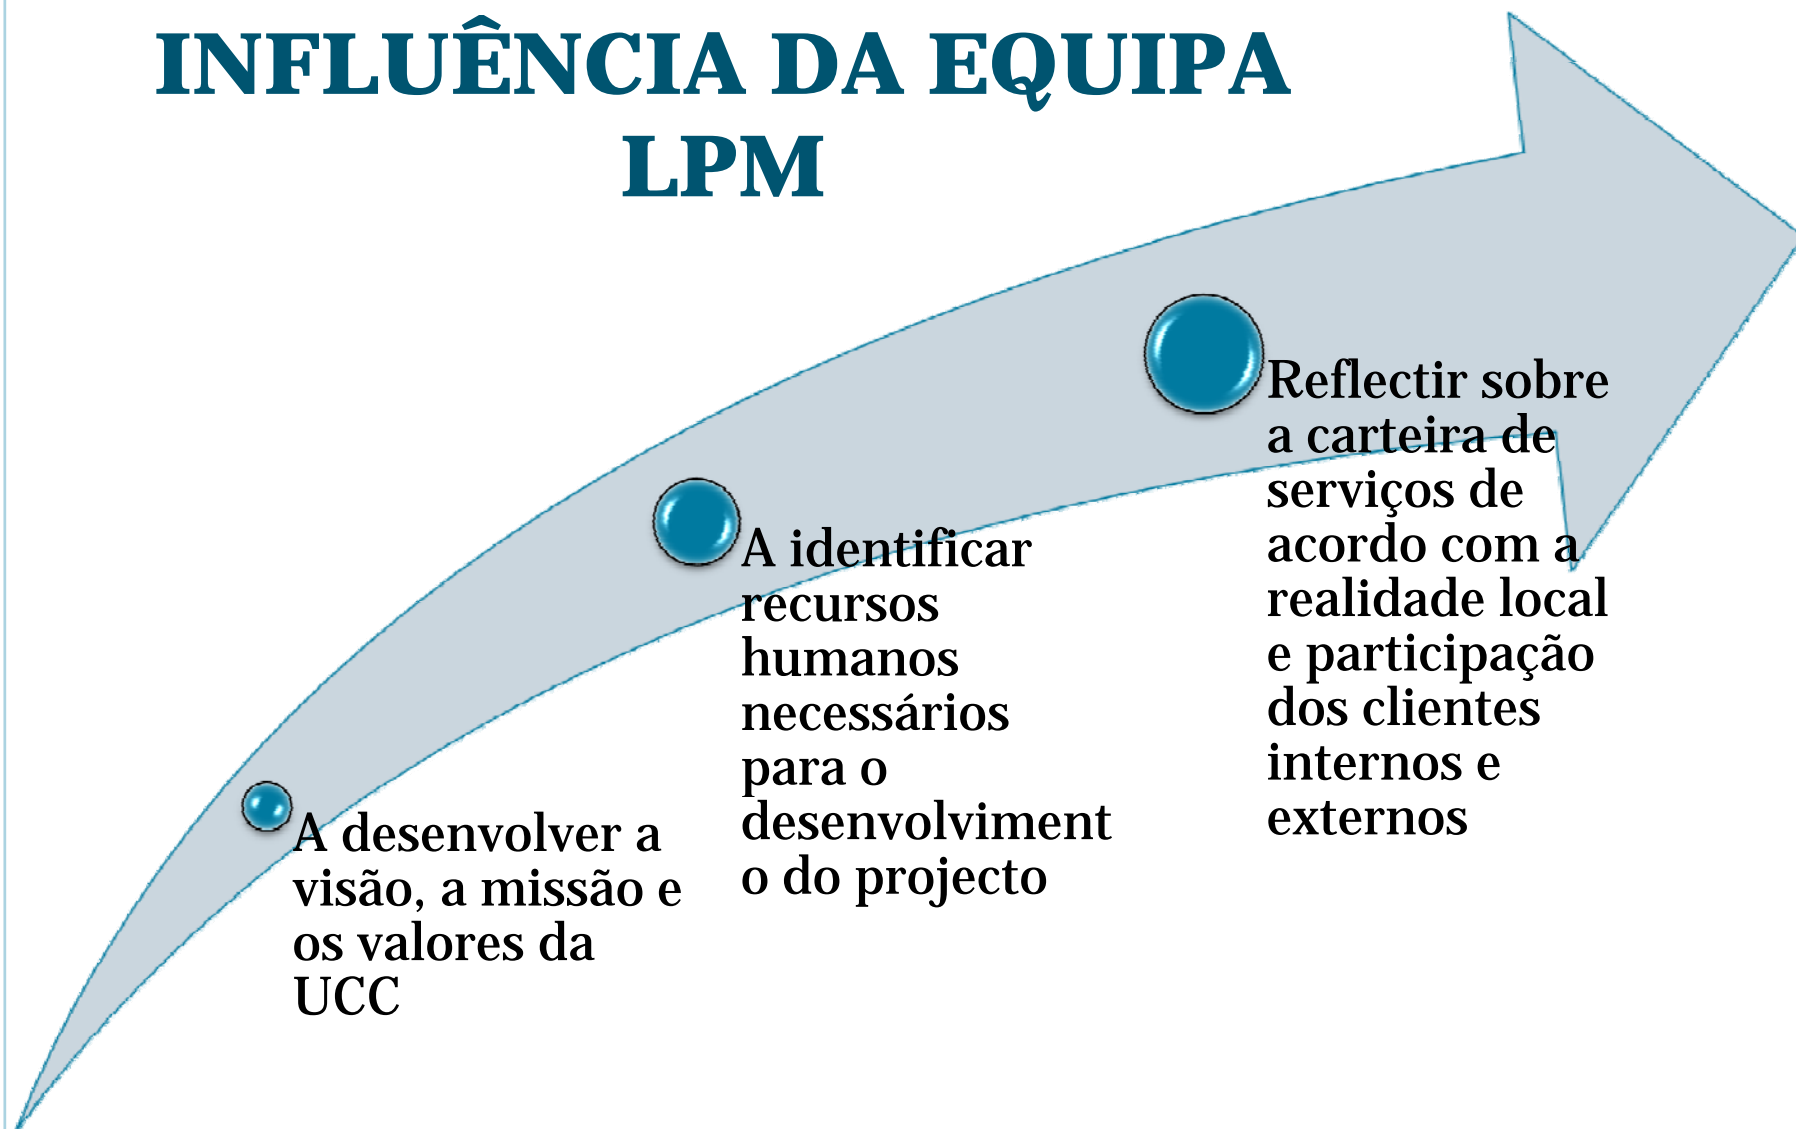 INFLUÊNCIA DA EQUIPA
LPM
A desenvolver a
visão, a missão e
os valores da
UCC
A identificar
recursos
humanos
necessários
para o
desenvolviment
o do projecto
Reflectir sobre
a carteira de
serviços de
acordo com a
realidade local
e participação
dos clientes
internos e
externos